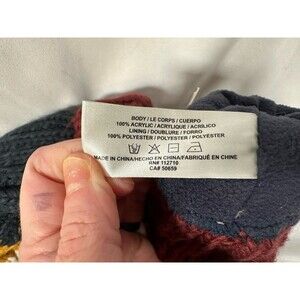 BODY / LE CORPS / CUERPO
100% ACRYLIC / ACRYLIQUE / ACRILICO
LINING / DOUBLURE / FORRO
100% POLYESTER / POLYESTER / POLYESTER
MADE IN CHINA/HECHO EN CHINA/FABRIQUÉ EN CHINE
RN# 112710
CA# 50659